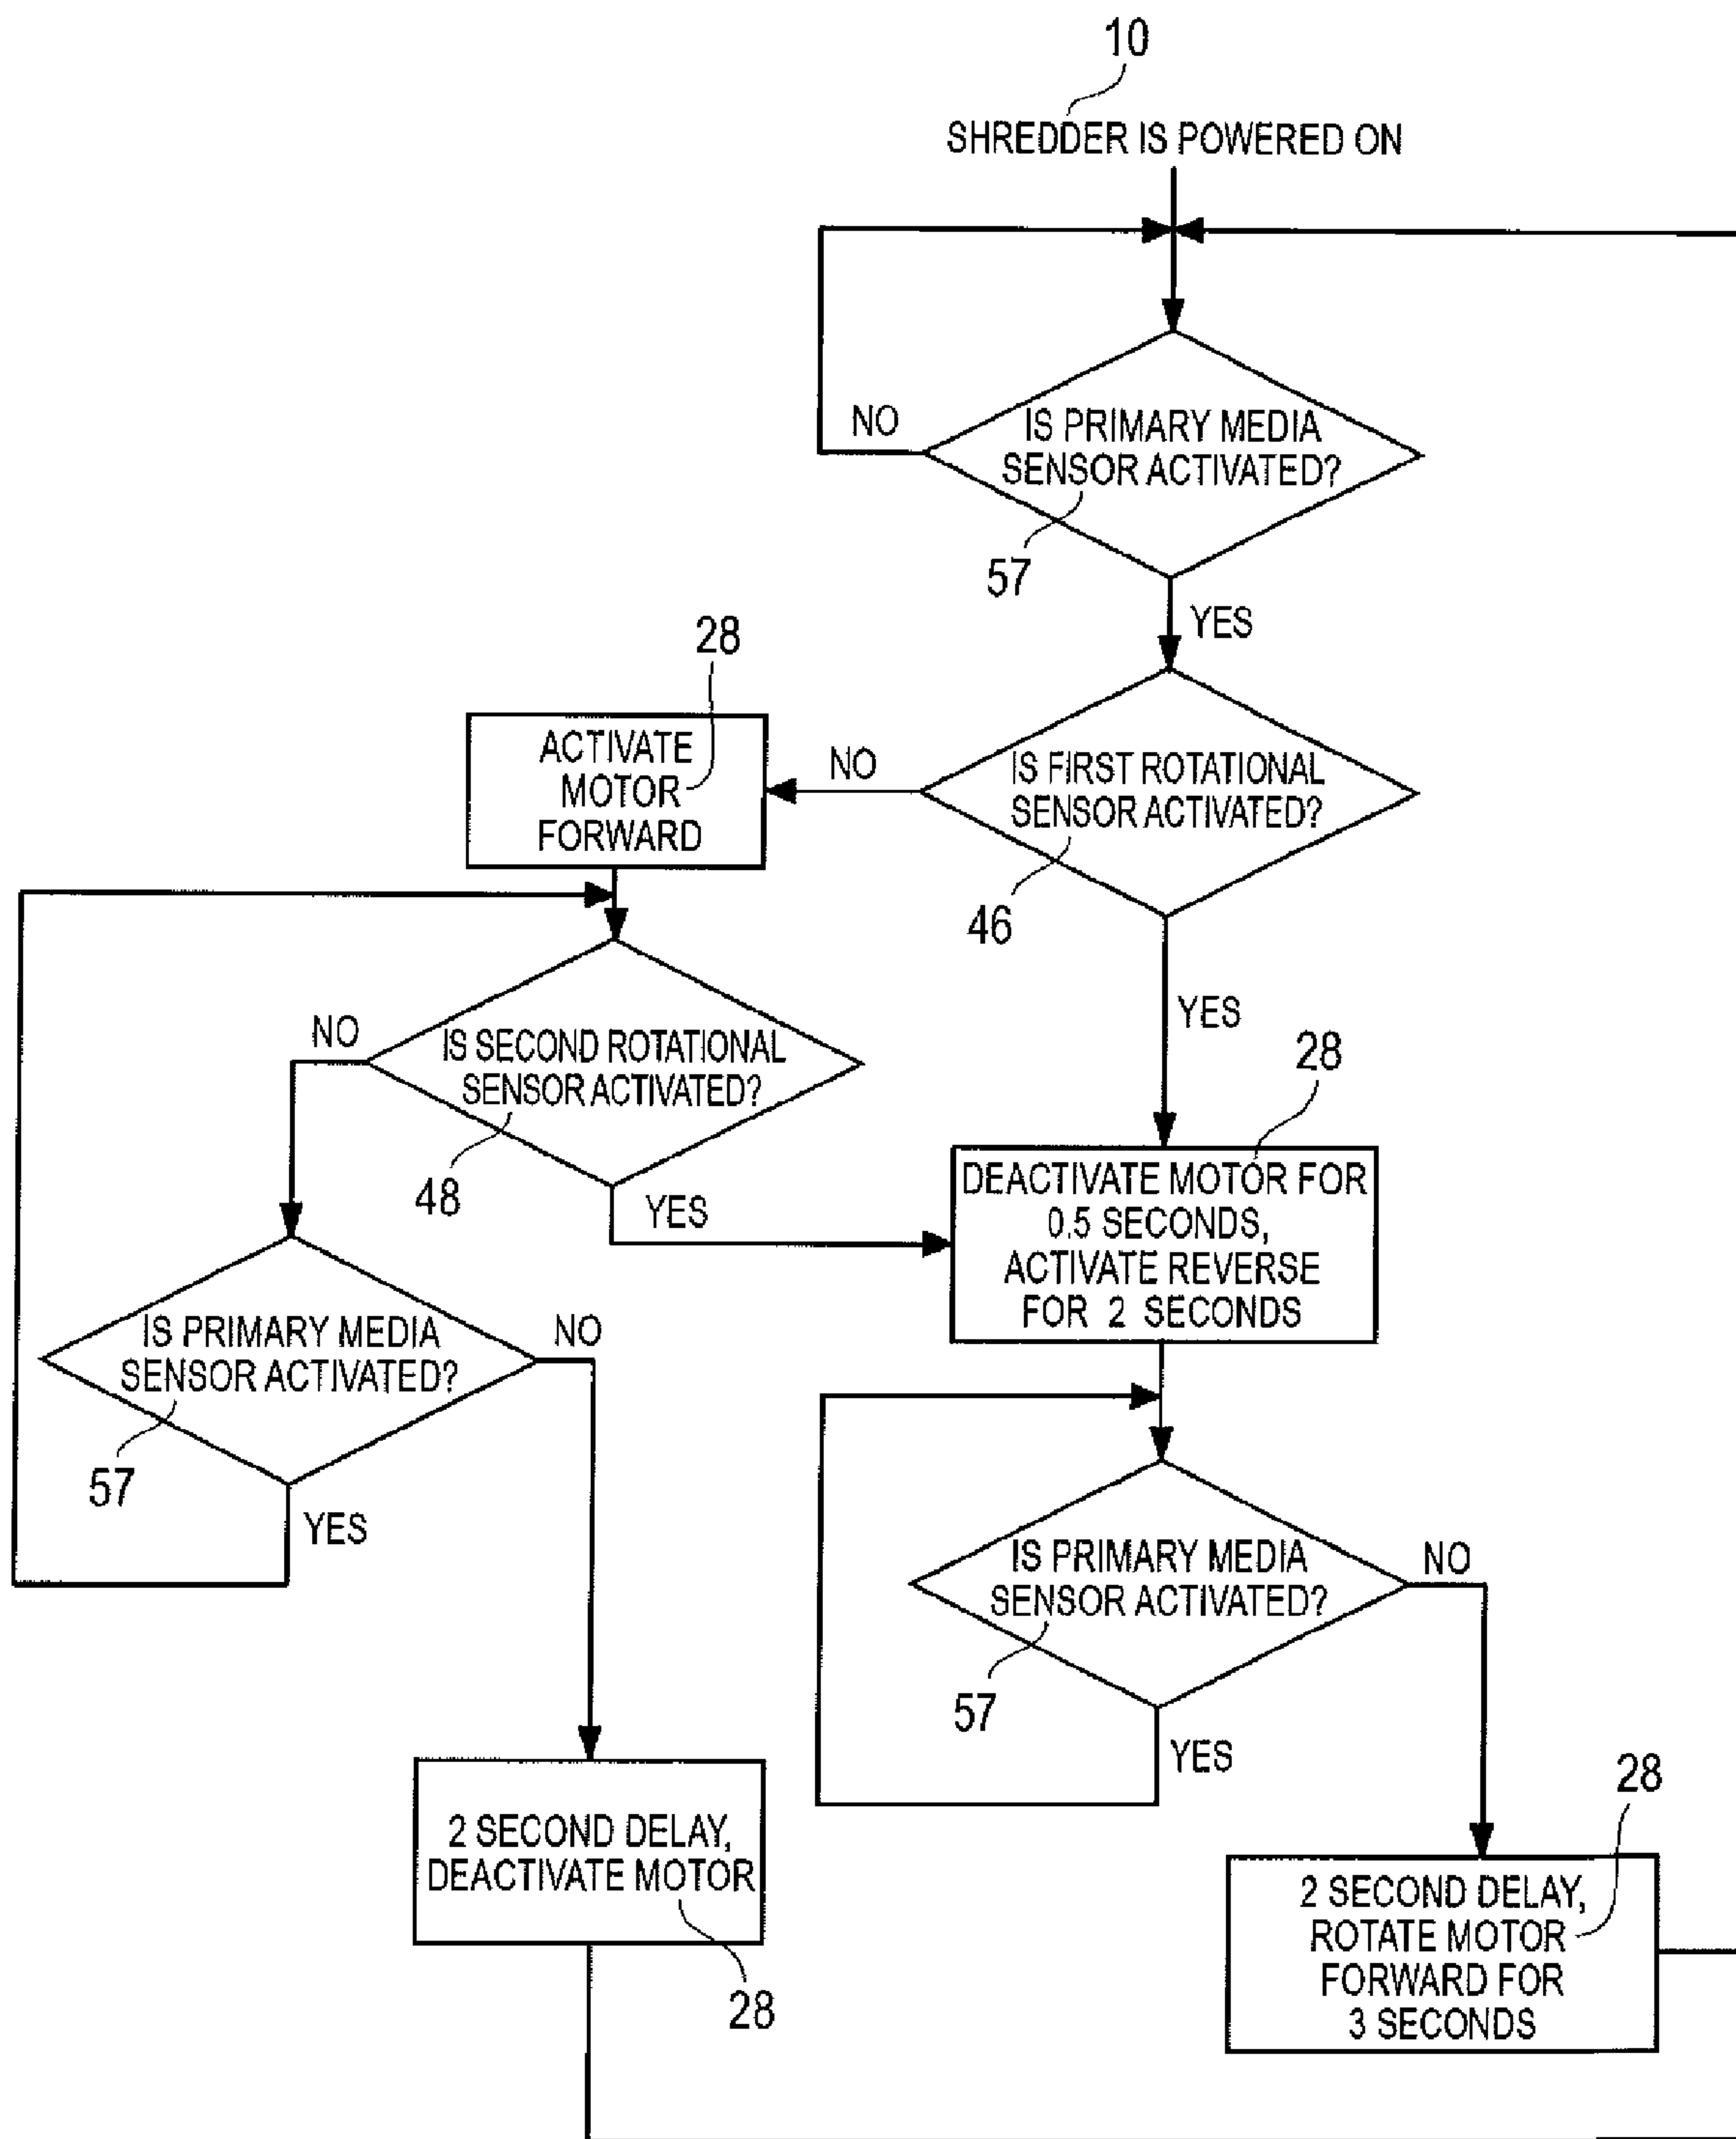 10
SHREDDER IS POWERED ON
NO
IS PRIMARY MEDIA
SENSOR ACTIVATED?
57
YES
28
ACTIVATE
MOTOR
FORWARD
NO
IS FIRST ROTATIONAL
SENSOR ACTIVATED?
46
YES
NO
IS SECOND ROTATIONAL
SENSOR ACTIVATED?
48
YES
28
DEACTIVATE MOTOR FOR
0.5 SECONDS,
ACTIVATE REVERSE
FOR 2 SECONDS
IS PRIMARY MEDIA
SENSOR ACTIVATED?
NO
57
YES
IS PRIMARY MEDIA
SENSOR ACTIVATED?
NO
57
YES
2 SECOND DELAY,
DEACTIVATE MOTOR
28
28
2 SECOND DELAY,
ROTATE MOTOR
FORWARD FOR
3 SECONDS